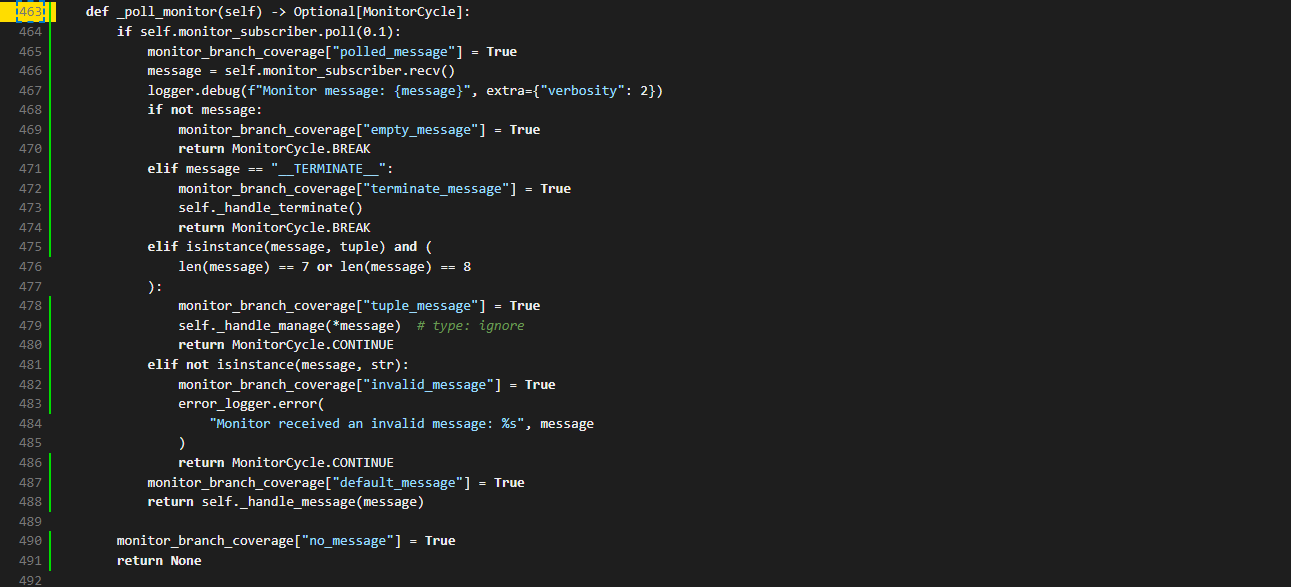 463     def _poll_monitor(self) -> Optional[MonitorCycle]:
464         if self.monitor_subscriber.poll(0.1):
465             monitor_branch_coverage["polled_message"] = True
466             message = self.monitor_subscriber.recv()
467             logger.debug(f"Monitor message: {message}", extra={"verbosity": 2})
468             if not message:
469                 monitor_branch_coverage["empty_message"] = True
470                 return MonitorCycle.BREAK
471             elif message == "__TERMINATE__":
472                 monitor_branch_coverage["terminate_message"] = True
473                 self._handle_terminate()
474                 return MonitorCycle.BREAK
475             elif isinstance(message, tuple) and (
476                 len(message) == 7 or len(message) == 8
477             ):
478                 monitor_branch_coverage["tuple_message"] = True
479                 self._handle_manage(*message)  # type: ignore
480                 return MonitorCycle.CONTINUE
481             elif not isinstance(message, str):
482                 monitor_branch_coverage["invalid_message"] = True
483                 error_logger.error(
484                     "Monitor received an invalid message: %s", message
485                 )
486                 return MonitorCycle.CONTINUE
487             monitor_branch_coverage["default_message"] = True
488             return self._handle_message(message)
489
490         monitor_branch_coverage["no_message"] = True
491         return None
492